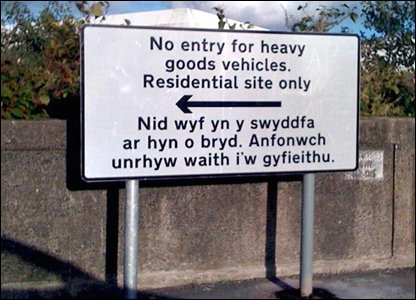 No entry for heavy
goods vehicles.
Residential site only
Nid wyf yn y swyddfa
ar hyn o bryd. Anfonwch
unrhyw waith i'w gyfieithu.